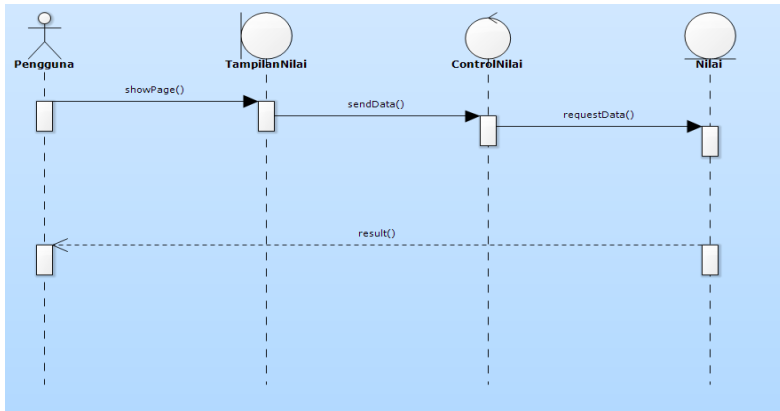 Pengguna
TampilanNilai
ControlNilai
Nilai
showPage()
sendData()
requestData()
result()